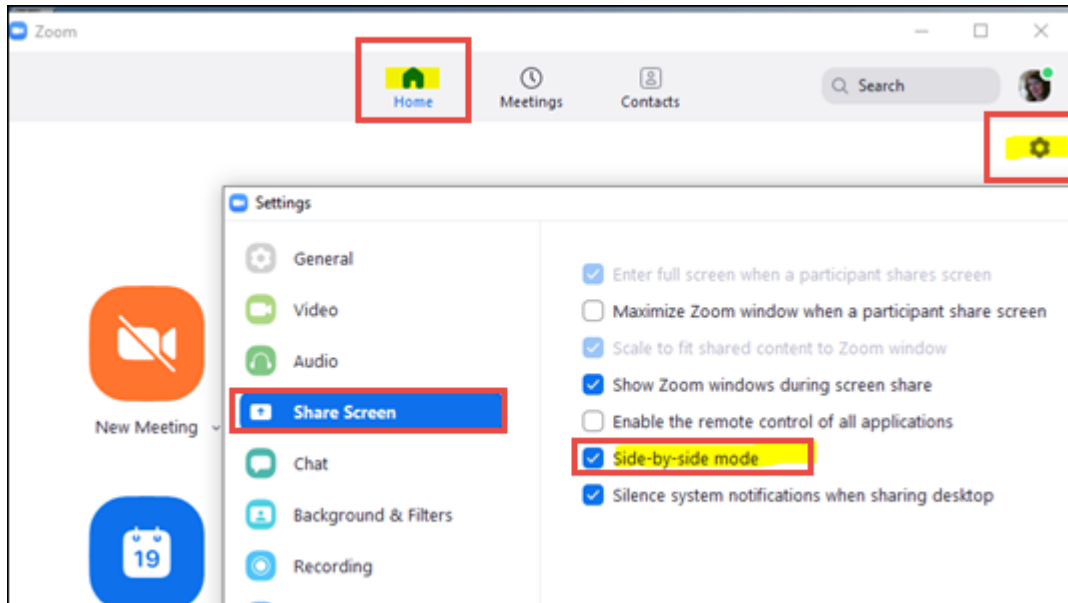 Zoom
Home
Meetings
Contacts
Search
Settings
General
Video
Audio
Share Screen
Chat
Background & Filters
Recording
Enter full screen when a participant shares screen
Maximize Zoom window when a participant share screen
Scale to fit shared content to Zoom window
Show Zoom windows during screen share
Enable the remote control of all applications
Side-by-side mode
Silence system notifications when sharing desktop
New Meeting
19